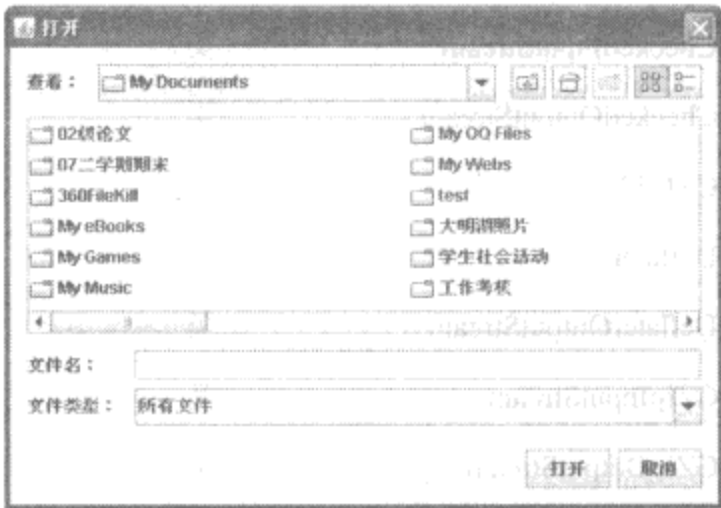 打开
查看： My Documents
02级论文
07二学期期末
360FileKill
My eBooks
My Games
My Music
My QQ Files
My Webs
test
大明湖照片
学生社会活动
工作考核
文件名：
文件类型： 所有文件
打开 取消